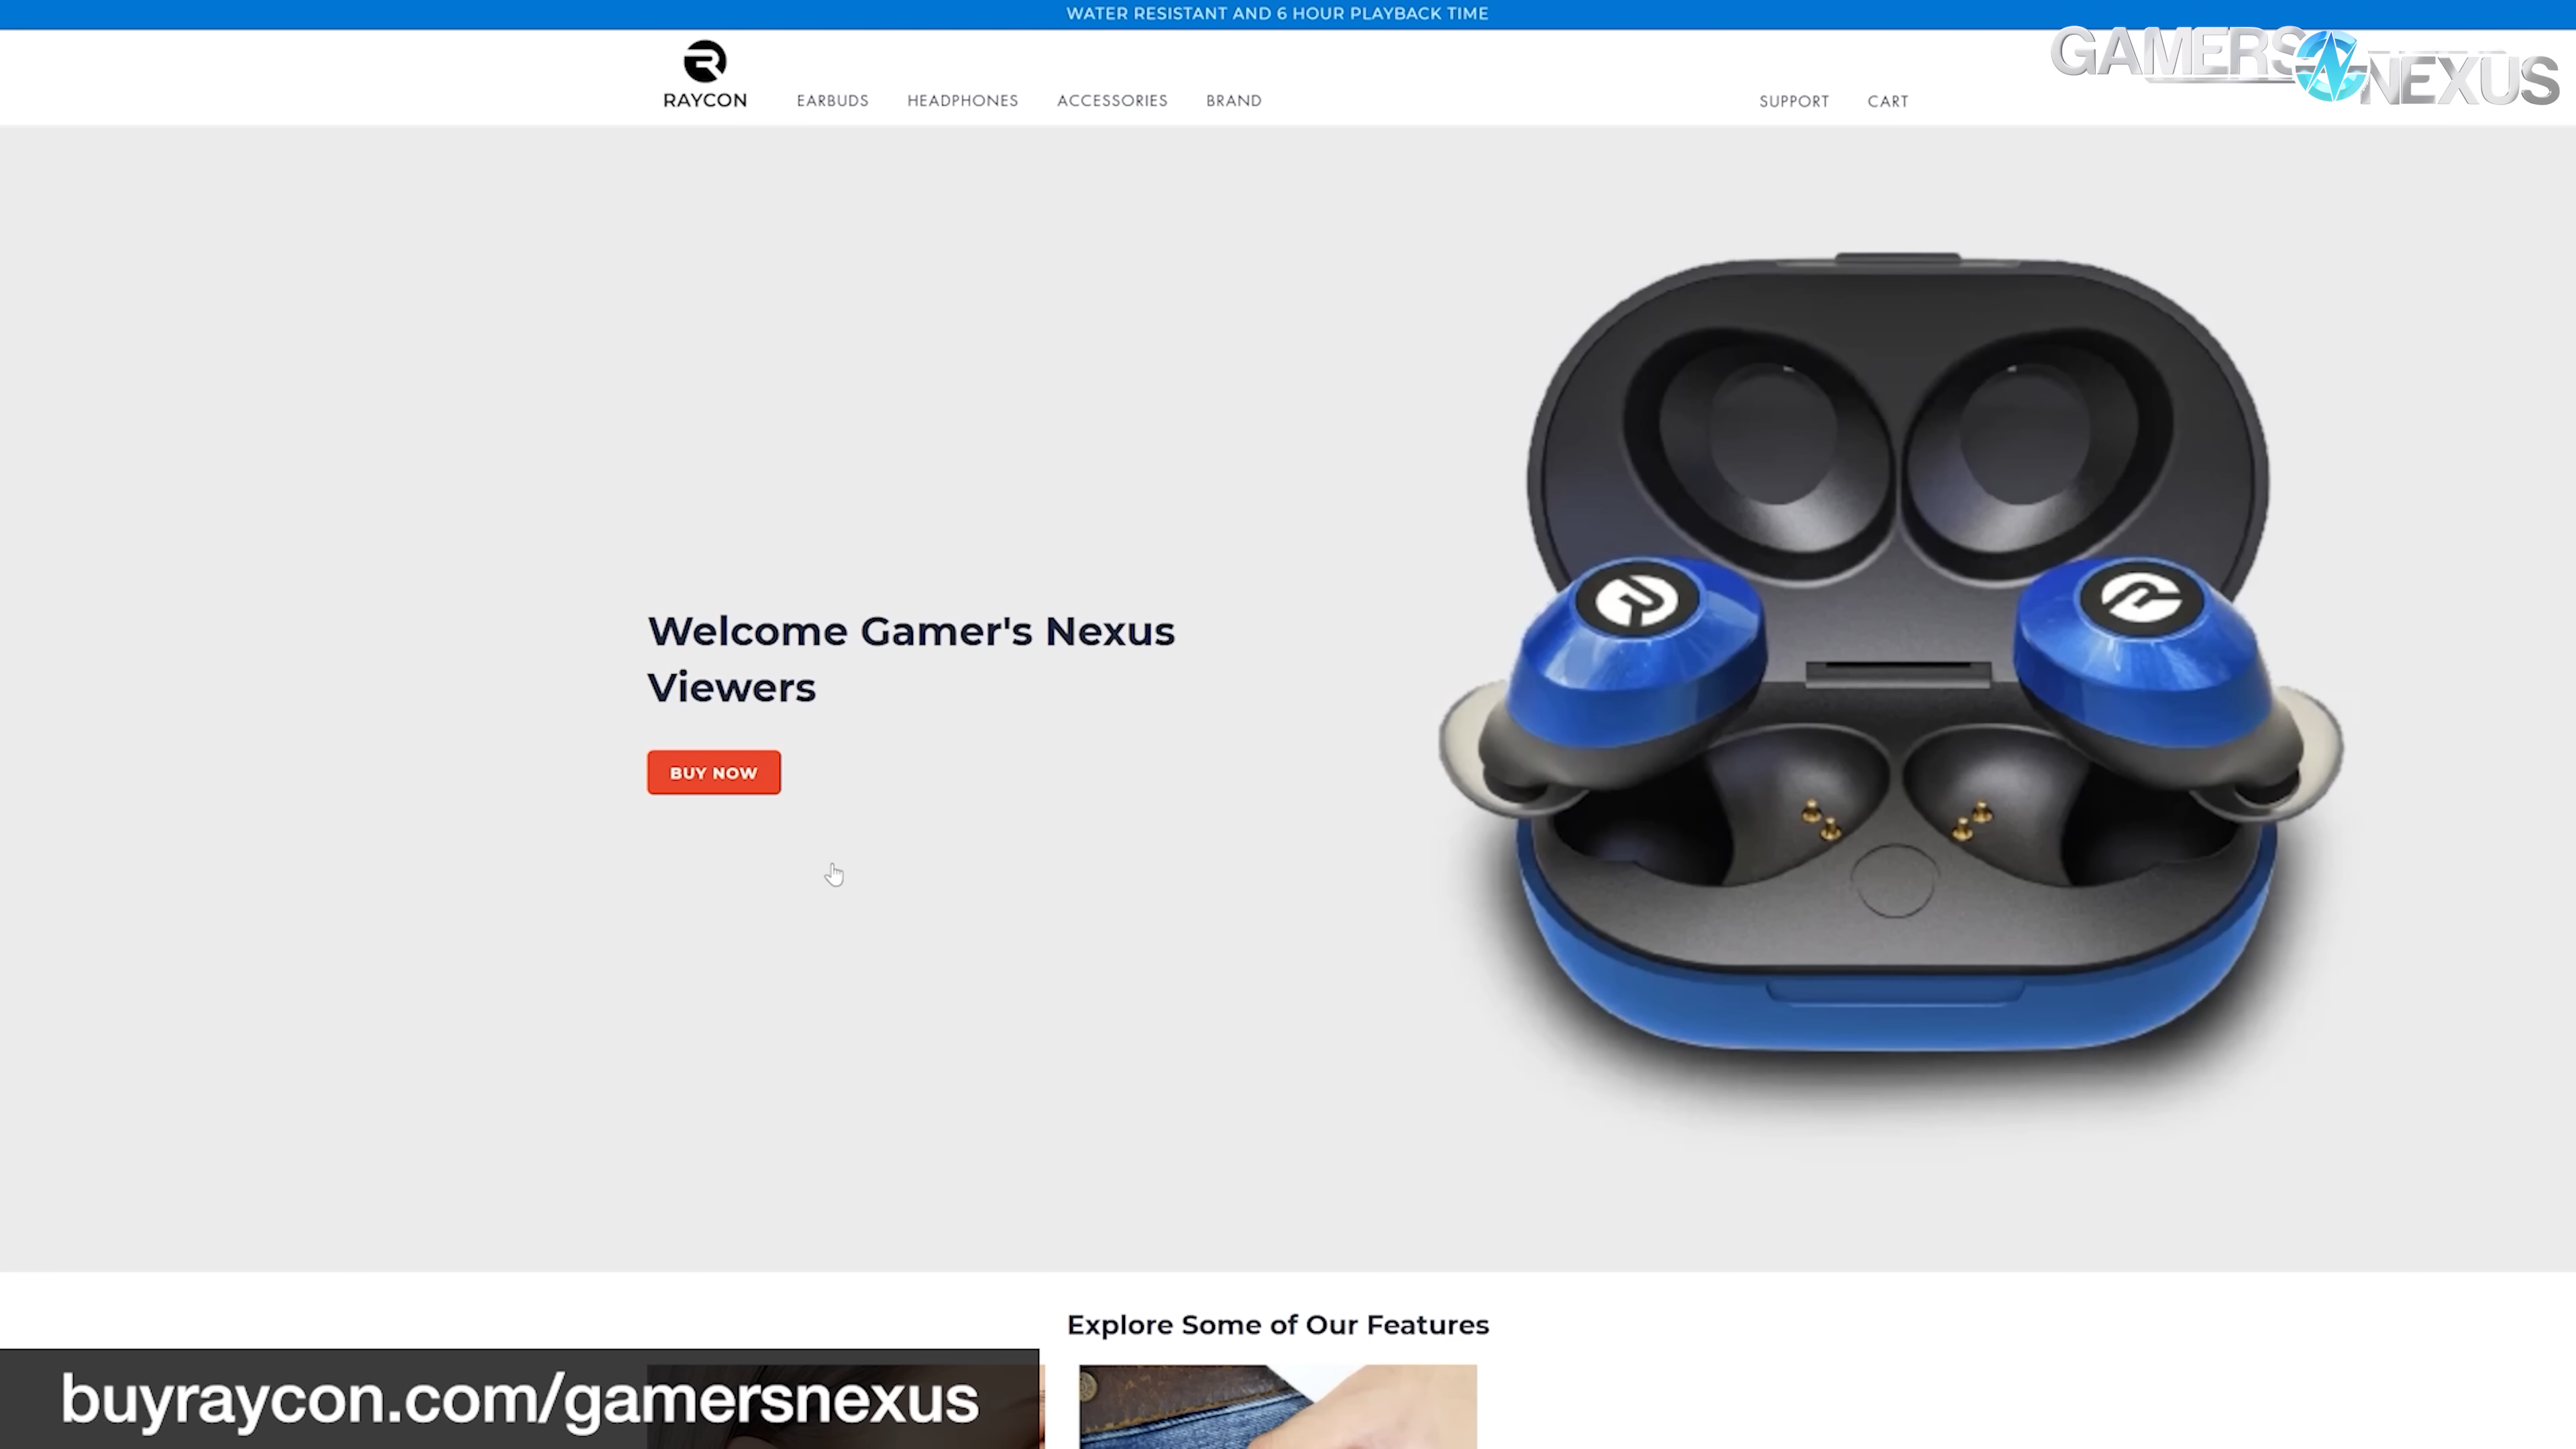 WATER RESISTANT AND 6 HOUR PLAYBACK TIME
GAMERS NEXUS
RAYCON
EARBUDS
HEADPHONES
ACCESSORIES
BRAND
SUPPORT
CART
Welcome Gamer's Nexus
Viewers
BUY NOW
Explore Some of Our Features
buyraycon.com/gamersnexus